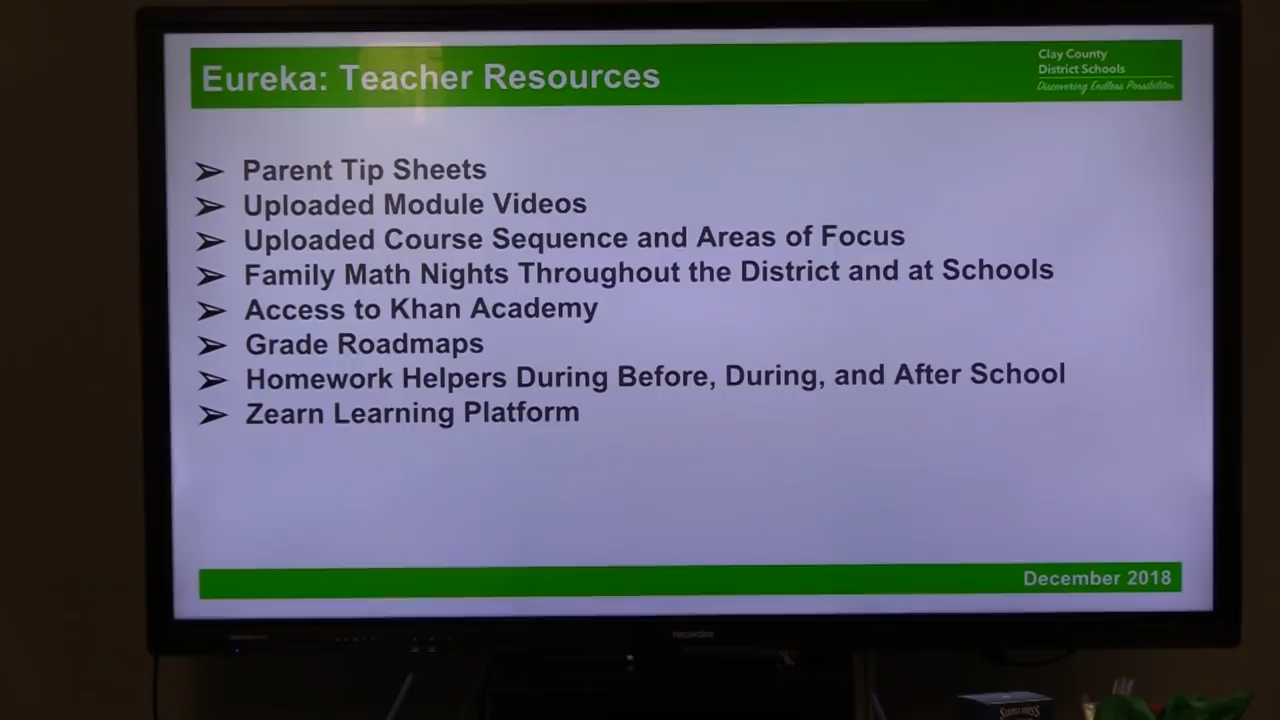 Eureka: Teacher Resources
Clay County
District Schools
Discovering Endless Possibilities
➢ Parent Tip Sheets
➢ Uploaded Module Videos
➢ Uploaded Course Sequence and Areas of Focus
➢ Family Math Nights Throughout the District and at Schools
➢ Access to Khan Academy
➢ Grade Roadmaps
➢ Homework Helpers During Before, During, and After School
➢ Zearn Learning Platform
December 2018
recordex